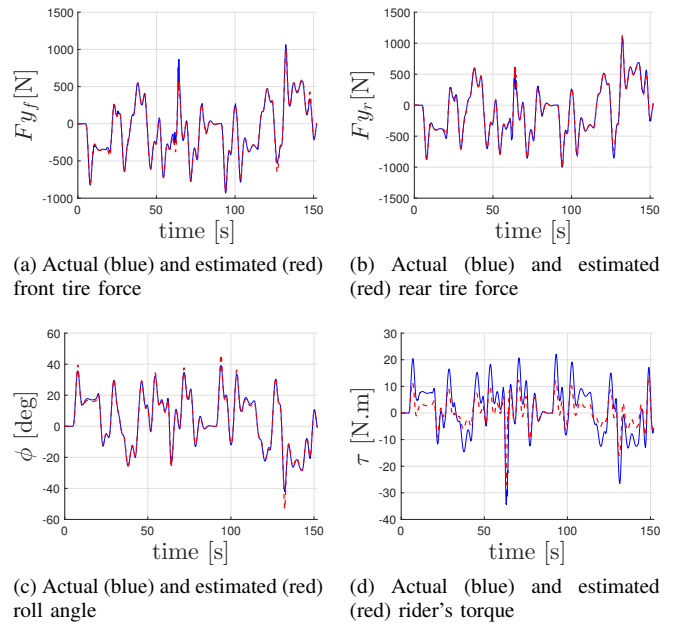 1500
1000
500
0
-500
-1000
0 50 100 150
Fy_f [N]
time [s]
1500
1000
500
0
-500
-1000
-1500
0 50 100 150
Fy_r [N]
time [s]
(a) Actual (blue) and estimated (red)
front tire force
(b) Actual (blue) and estimated
(red) rear tire force
60
40
20
0
-20
-40
-60
0 50 100 150
ϕ [deg]
time [s]
30
20
10
0
-10
-20
-30
-40
0 50 100 150
τ [N.m]
time [s]
(c) Actual (blue) and estimated (red)
roll angle
(d) Actual (blue) and estimated
(red) rider's torque